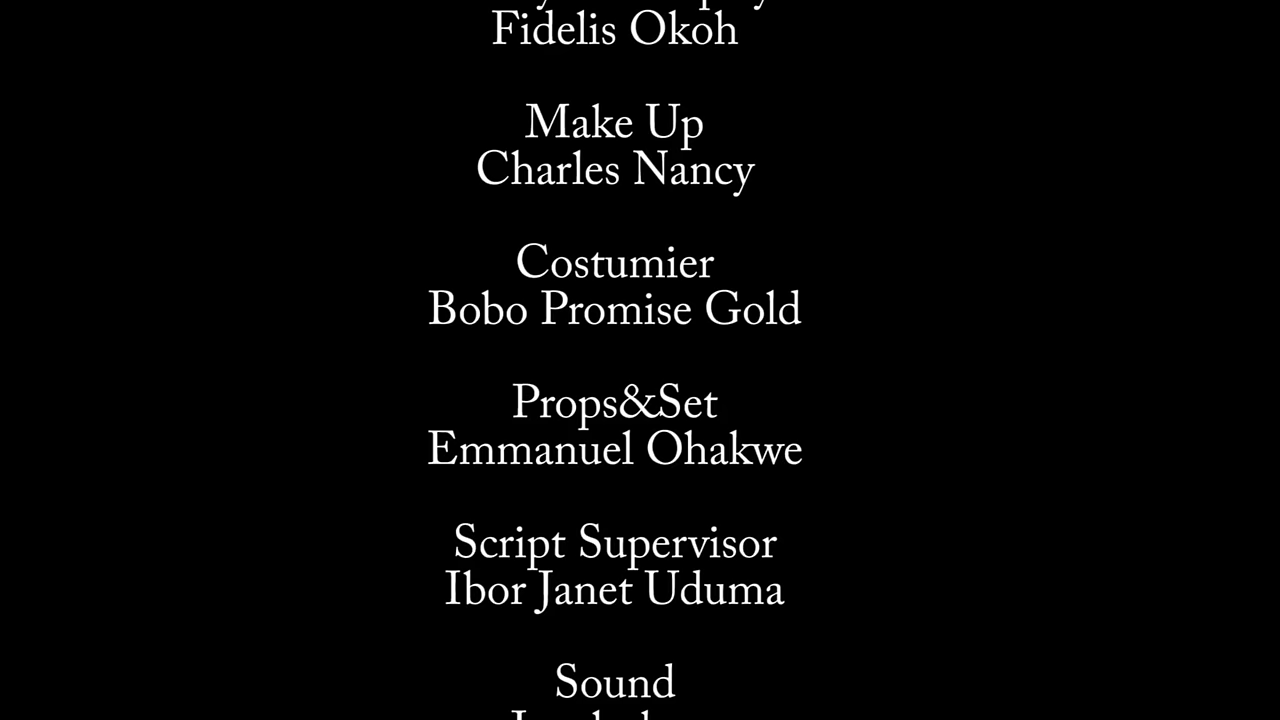 Fidelis Okoh
Make Up
Charles Nancy
Costumier
Bobo Promise Gold
Props&Set
Emmanuel Ohakwe
Script Supervisor
Ibor Janet Uduma
Sound